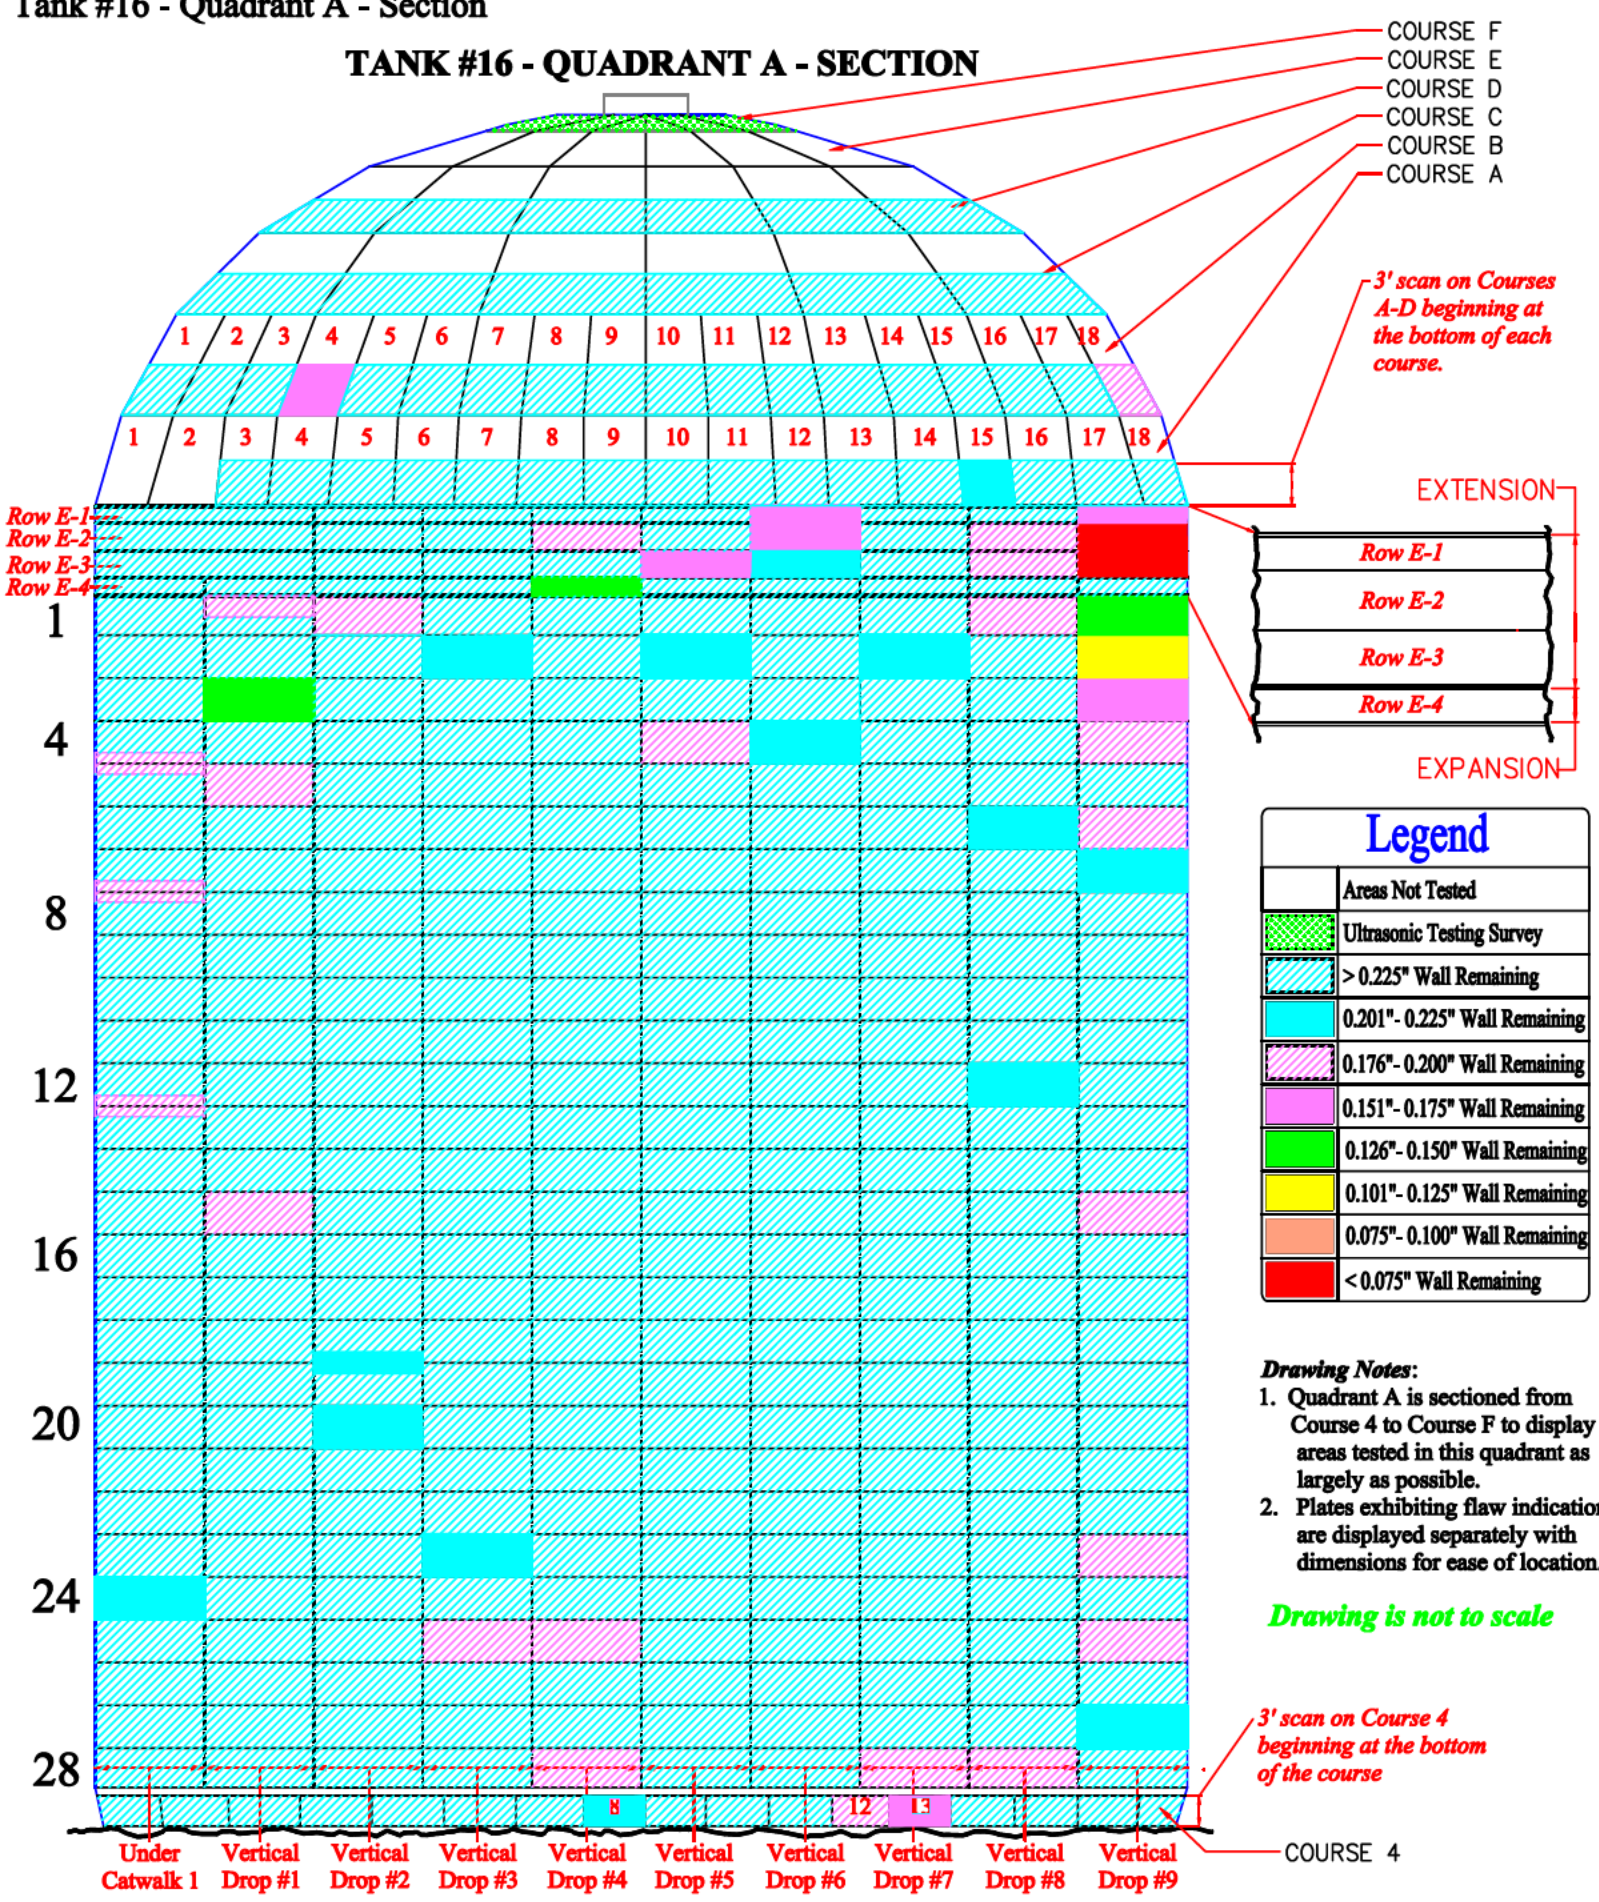 Tank #16 - Quadrant A - Section
TANK #16 - QUADRANT A - SECTION
COURSE F
COURSE E
COURSE D
COURSE C
COURSE B
COURSE A
3' scan on Courses
A-D beginning at
the bottom of each
course.
1 2 3 4 5 6 7 8 9 10 11 12 13 14 15 16 17 18
1 2 3 4 5 6 7 8 9 10 11 12 13 14 15 16 17 18
Row E-1
Row E-2
Row E-3
Row E-4
EXTENSION
Row E-1
Row E-2
Row E-3
Row E-4
EXPANSION
1
4
8
12
16
20
24
28
Legend
Areas Not Tested
Ultrasonic Testing Survey
> 0.225" Wall Remaining
0.201"- 0.225" Wall Remaining
0.176"- 0.200" Wall Remaining
0.151"- 0.175" Wall Remaining
0.126"- 0.150" Wall Remaining
0.101"- 0.125" Wall Remaining
0.075"- 0.100" Wall Remaining
< 0.075" Wall Remaining
Drawing Notes:
1. Quadrant A is sectioned from
Course 4 to Course F to display
areas tested in this quadrant as
largely as possible.
2. Plates exhibiting flaw indication
are displayed separately with
dimensions for ease of location.
Drawing is not to scale
3' scan on Course 4
beginning at the bottom
of the course
8 12 13
COURSE 4
Under
Catwalk 1
Vertical
Drop #1
Vertical
Drop #2
Vertical
Drop #3
Vertical
Drop #4
Vertical
Drop #5
Vertical
Drop #6
Vertical
Drop #7
Vertical
Drop #8
Vertical
Drop #9